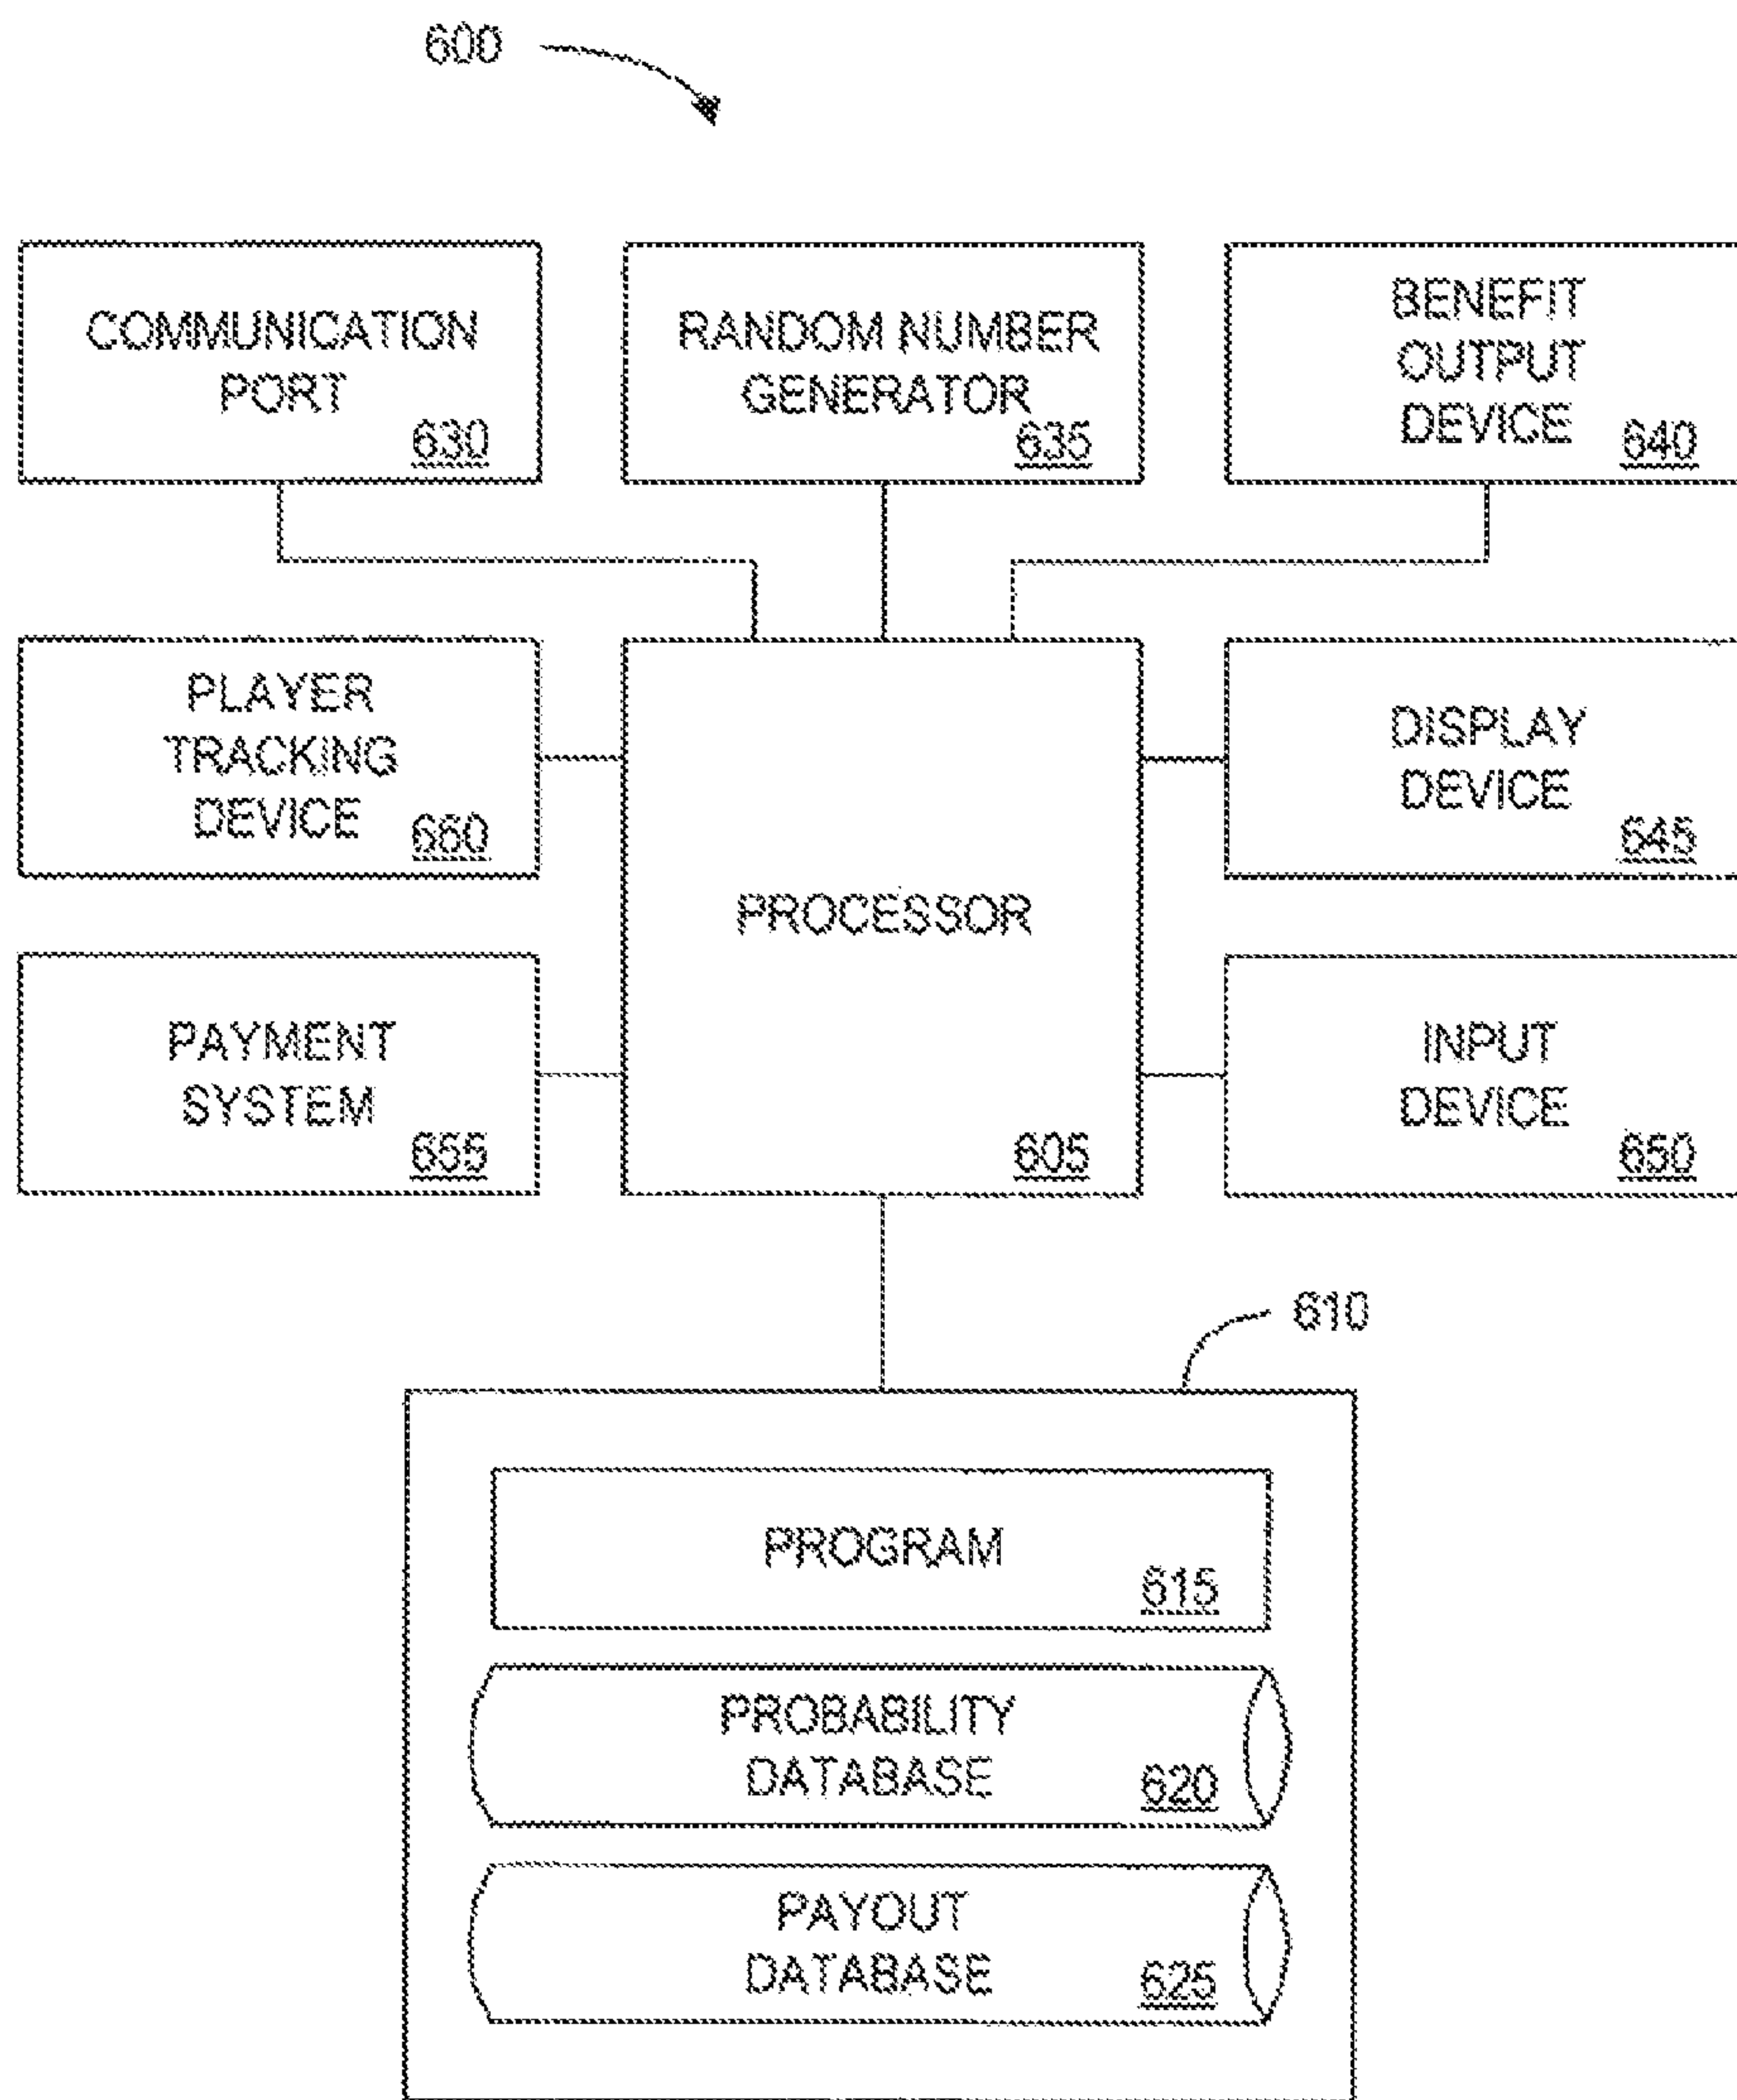 600
COMMUNICATION
PORT
630
RANDOM NUMBER
GENERATOR
635
BENEFIT
OUTPUT
DEVICE
640
PLAYER
TRACKING
DEVICE
660
PROCESSOR
605
DISPLAY
DEVICE
645
PAYMENT
SYSTEM
655
INPUT
DEVICE
650
610
PROGRAM
615
PROBABILITY
DATABASE
620
PAYOUT
DATABASE
625